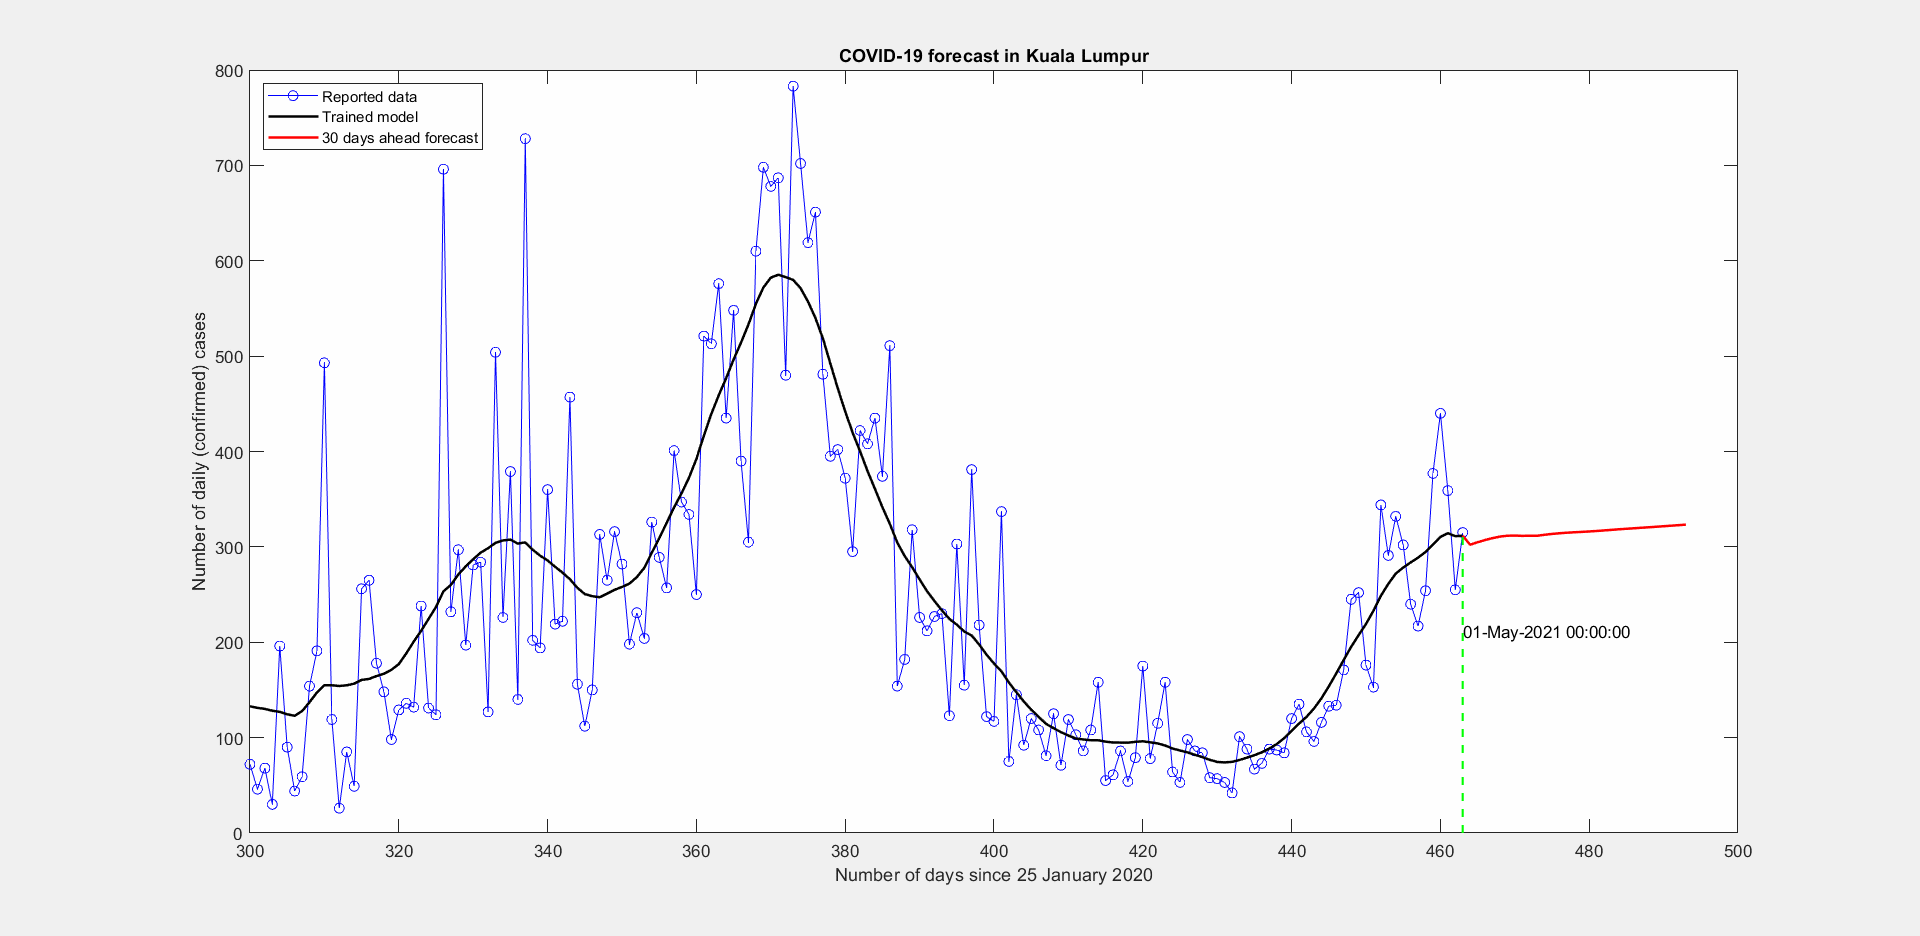 COVID-19 forecast in Kuala Lumpur
800
700
600
500
400
300
200
100
0
Number of daily (confirmed) cases
Reported data
Trained model
30 days ahead forecast
01-May-2021 00:00:00
300 320 340 360 380 400 420 440 460 480 500
Number of days since 25 January 2020